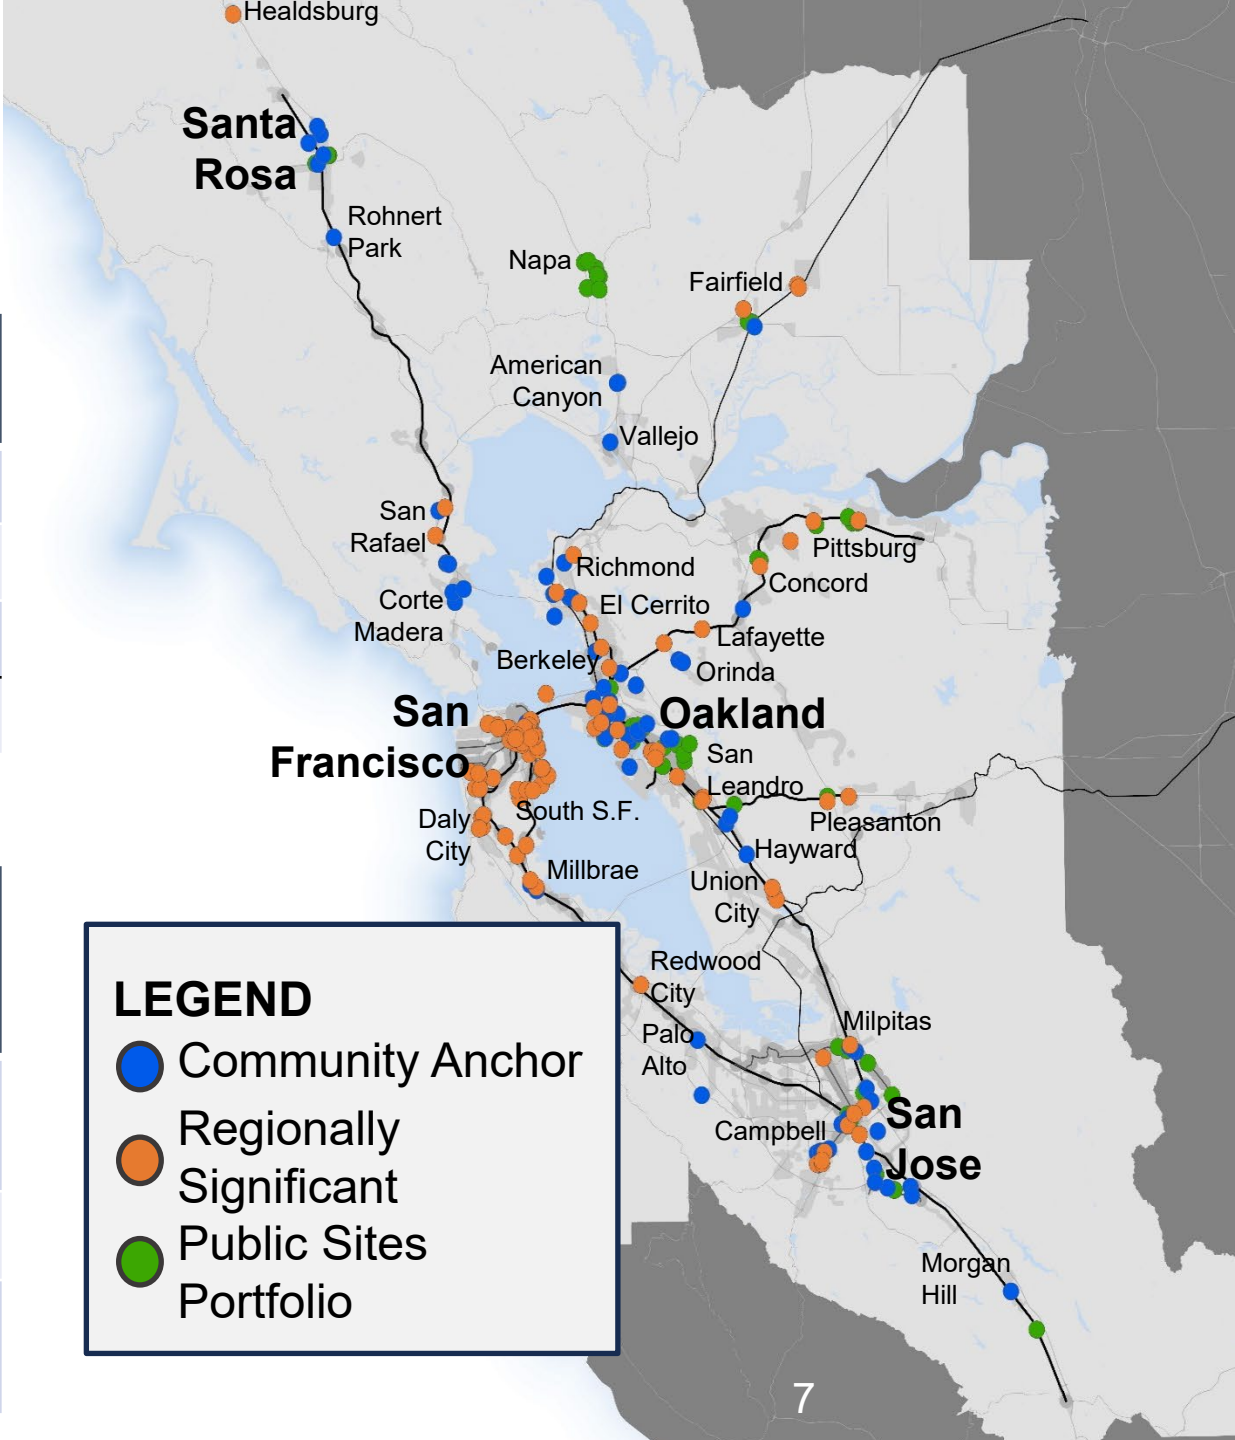 Healdsburg
Santa
Rosa
Rohnert
Park
Napa
Fairfield
American
Canyon
Vallejo
San
Rafael
Pittsburg
Richmond
Concord
Corte
Madera
El Cerrito
Lafayette
Berkeley
Orinda
San
Francisco
Oakland
San
Leandro
South S.F.
Daly
City
Pleasanton
Hayward
Millbrae
Union
City
Redwood
City
Palo
Alto
Milpitas
Campbell
San
Jose
Morgan
Hill
LEGEND
Community Anchor
Regionally
Significant
Public Sites
Portfolio
7